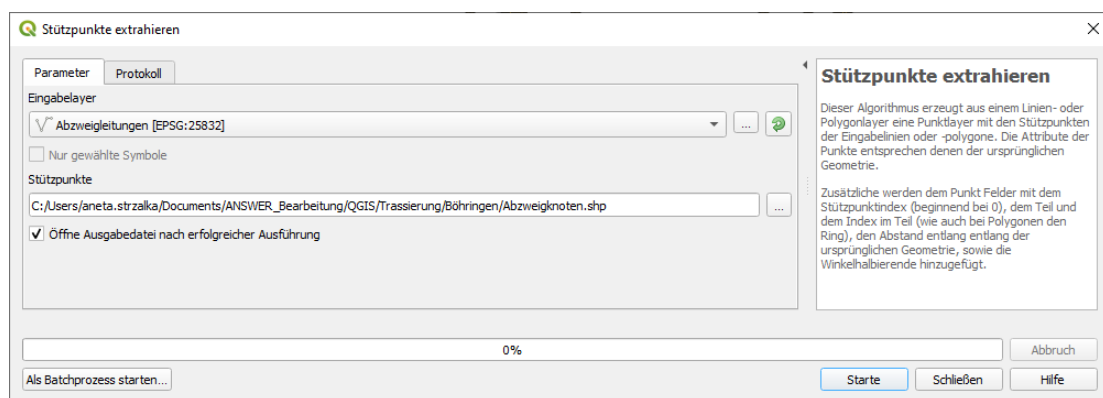 Stützpunkte extrahieren
Parameter
Protokoll
Eingabelayer
Abzweigleitungen [EPSG:25832]
...
Nur gewählte Symbole
Stützpunkte
C:/Users/aneta.strzalka/Documents/ANSWER_Bearbeitung/QGIS/Trassierung/Böhringen/Abzweigknoten.shp
...
Öffne Ausgabedatei nach erfolgreicher Ausführung
Stützpunkte extrahieren
Dieser Algorithmus erzeugt aus einem Linien- oder
Polygonlayer eine Punktlayer mit den Stützpunkten
der Eingabelinien oder -polygone. Die Attribute der
Punkte entsprechen denen der ursprünglichen
Geometrie.
Zusätzliche werden dem Punkt Felder mit dem
Stützpunktindex (beginnend bei 0), dem Teil und
dem Index im Teil (wie auch bei Polygonen den
Ring), den Abstand entlang entlang der
ursprünglichen Geometrie, sowie die
Winkelhalbierende hinzugefügt.
0%
Abbruch
Als Batchprozess starten...
Starte
Schließen
Hilfe